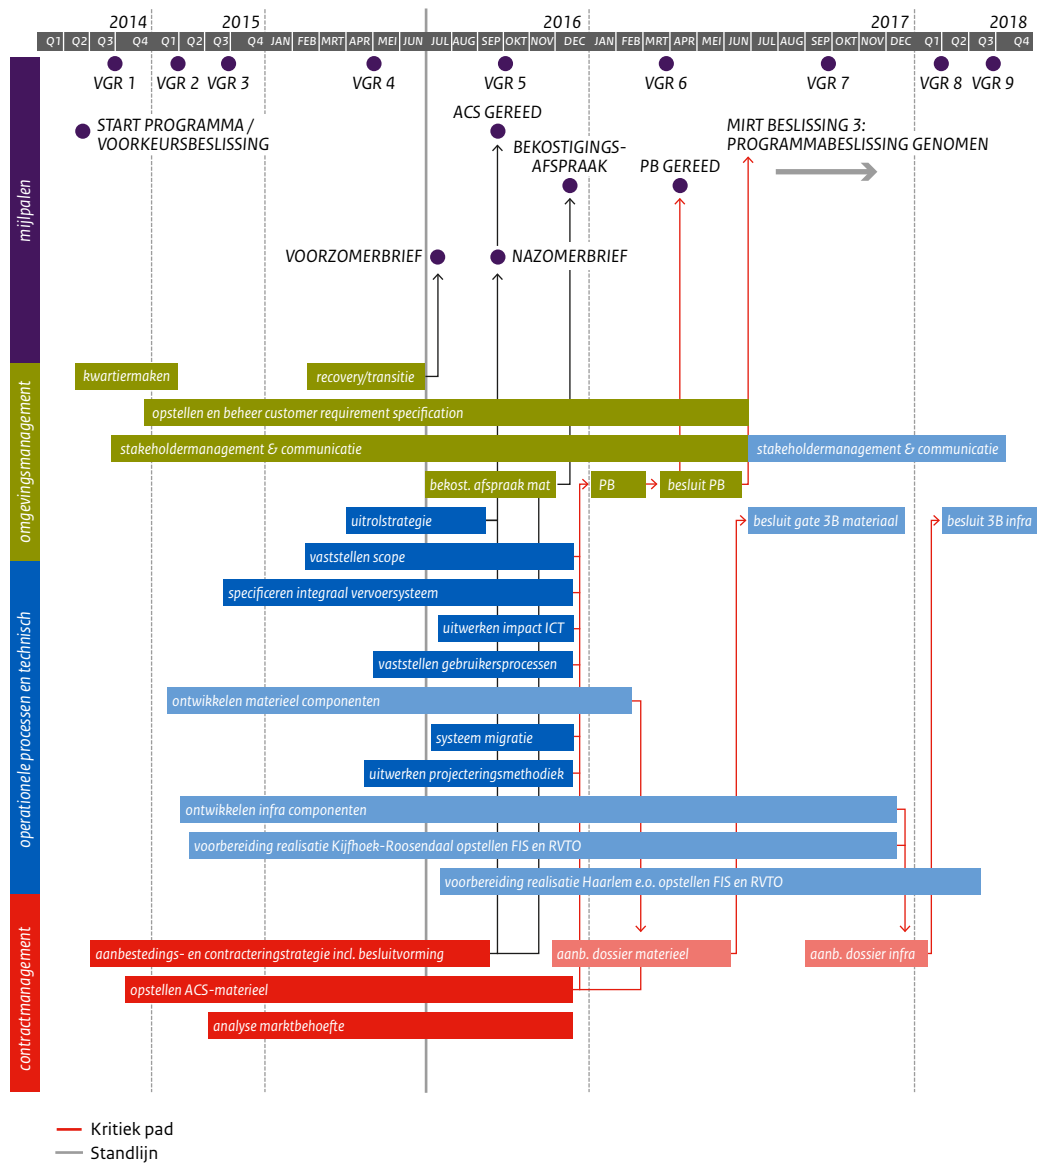 2014 2015 2016 2017 2018
Q1 Q2 Q3 Q4 Q1 Q2 Q3 Q4 JAN FEB MRT APR MEI JUN JUL AUG SEP OKT NOV DEC JAN FEB MRT APR MEI JUN JUL AUG SEP OKT NOV DEC Q1 Q2 Q3 Q4
VGR 1 VGR 2 VGR 3 VGR 4 VGR 5 VGR 6 VGR 7 VGR 8 VGR 9
mijlpalen
ACS GEREED
START PROGRAMMA /
VOORKEURSBESLISSING
MIRT BESLISSING 3:
PROGRAMMABESLISSING GENOMEN
BEKOSTIGINGS-
AFSPRAAK
PB GEREED
VOORZOMERBRIEF
NAZOMERBRIEF
omgevingsmanagement
kwartiermaken
recovery/transitie
opstellen en beheer customer requirement specification
stakeholdermanagement & communicatie
stakeholdermanagement & communicatie
bekost. afspraak mat
PB
besluit PB
uitrolstrategie
besluit gate 3B materiaal
besluit 3B infra
operationele processen en technisch
vaststellen scope
specificeren integraal vervoersysteem
uitwerken impact ICT
vaststellen gebruikersprocessen
ontwikkelen materieel componenten
systeem migratie
uitwerken projecteringsmethodiek
ontwikkelen infra componenten
voorbereiding realisatie Kijfhoek-Roosendaal opstellen FIS en RVTO
voorbereiding realisatie Haarlem e.o. opstellen FIS en RVTO
contractmanagement
aanbestedings- en contracteringstrategie incl. besluitvorming
aanb. dossier materieel
aanb. dossier infra
opstellen ACS-materieel
analyse marktbehoefte
Kritiek pad
Standlijn